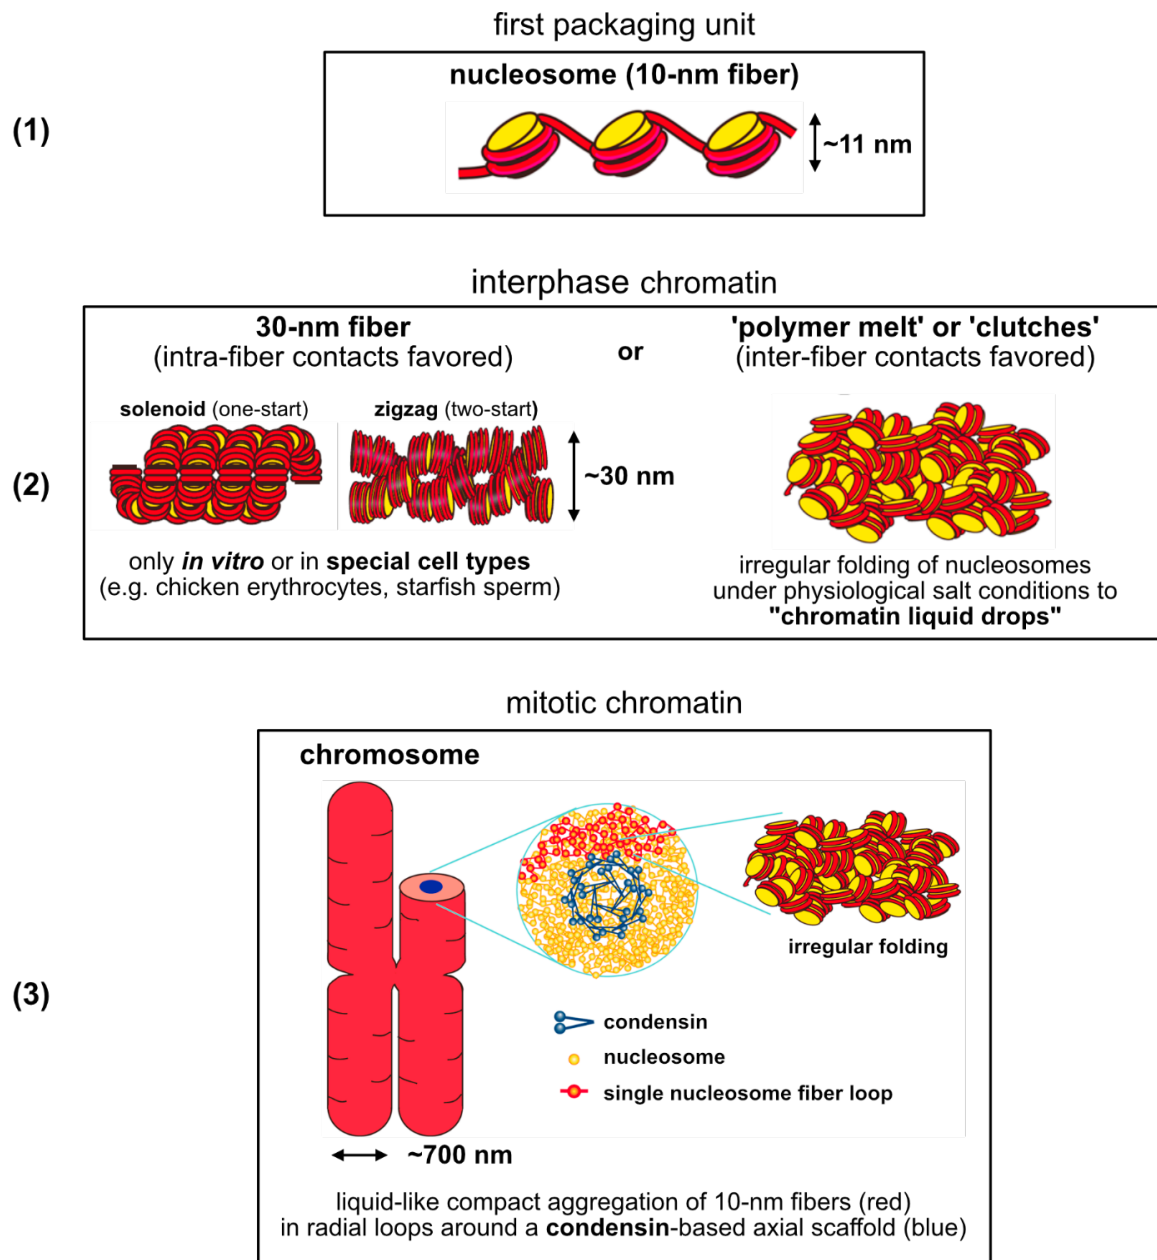 first packaging unit
(1)
nucleosome (10-nm fiber)
~11 nm
interphase chromatin
(2)
30-nm fiber
(intra-fiber contacts favored)
or
'polymer melt' or 'clutches'
(inter-fiber contacts favored)
solenoid (one-start)
zigzag (two-start)
~30 nm
only in vitro or in special cell types
(e.g. chicken erythrocytes, starfish sperm)
irregular folding of nucleosomes
under physiological salt conditions to
"chromatin liquid drops"
mitotic chromatin
(3)
chromosome
irregular folding
condensin
nucleosome
single nucleosome fiber loop
~700 nm
liquid-like compact aggregation of 10-nm fibers (red)
in radial loops around a condensin-based axial scaffold (blue)